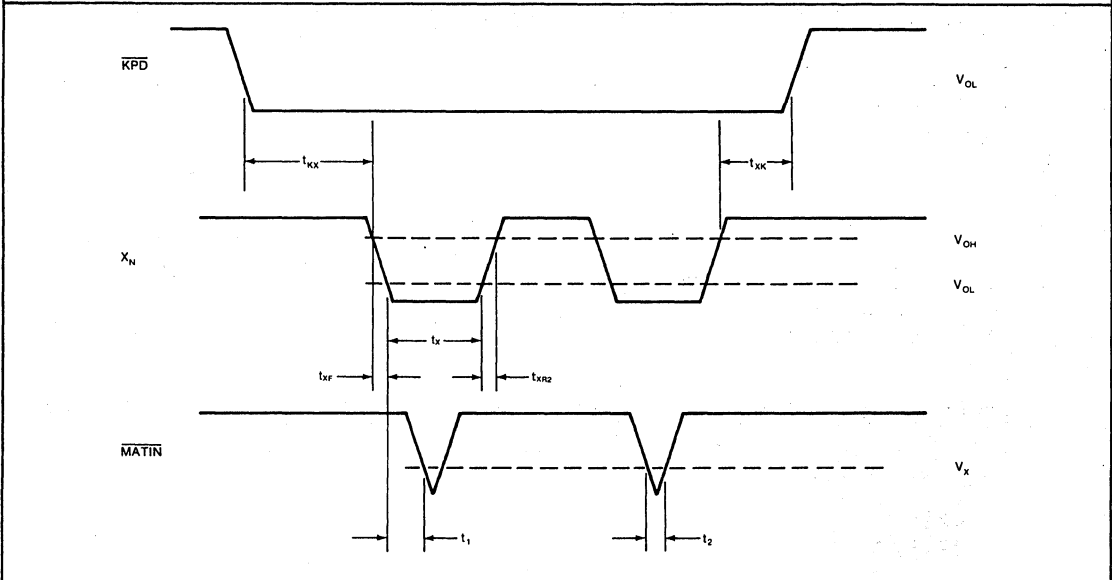 KPD
V_OL
t_KX
t_XK
V_OH
X_N
V_OL
t_X
t_XF
t_XR2
MATIN
V_X
t_1
t_2